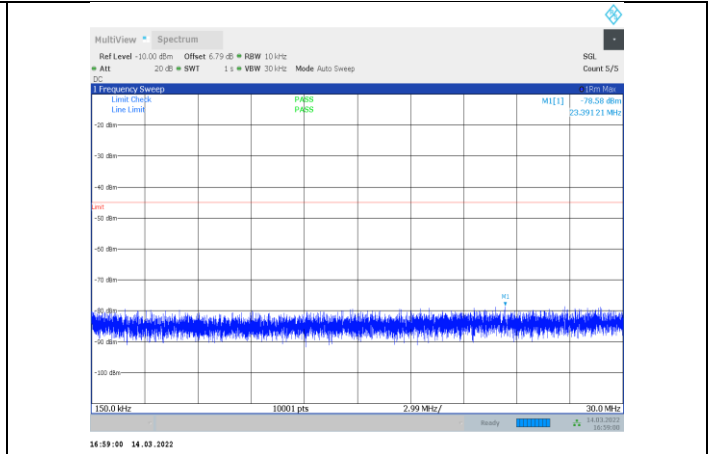 MultiView Spectrum
Ref Level -10.00 dBm Offset 6.79 dB RBW 10 kHz SGL
Att 20 dB SWT 1 s VBW 30 kHz Mode Auto Sweep Count 5/5
DC
1 Frequency Sweep 1Rm Max
Limit Check PASS M1[1] -78.58 dBm
Line Limit PASS 23.391 21 MHz
-20 dBm
-30 dBm
-40 dBm
Limit
-50 dBm
-60 dBm
-70 dBm
M1
-80 dBm
-90 dBm
-100 dBm
150.0 kHz 10001 pts 2.99 MHz/ 30.0 MHz
Ready 14.03.2022
16:59:00
16:59:00 14.03.2022